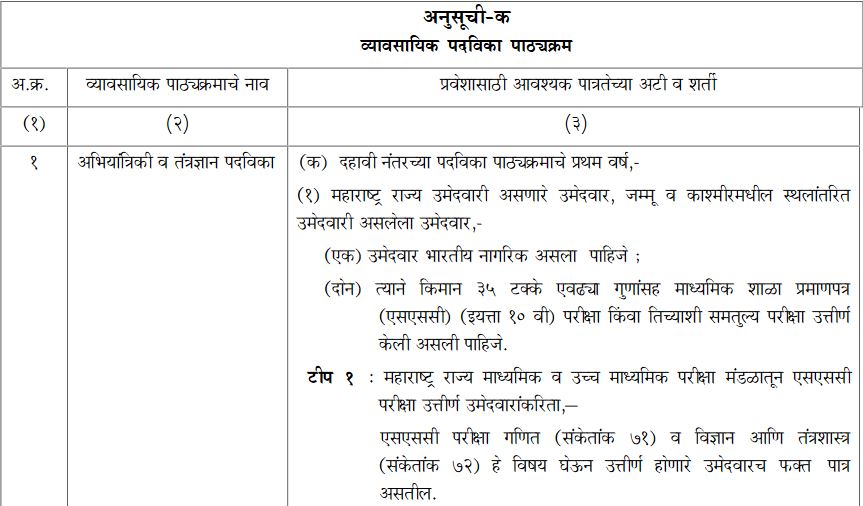 अनुसूची-क
व्यावसायिक पदविका पाठ्यक्रम
अ.क्र. व्यावसायिक पाठ्यक्रमाचे नाव प्रवेशासाठी आवश्यक पात्रतेच्या अटी व शर्ती
(१) (२) (३)
१ अभियांत्रिकी व तंत्रज्ञान पदविका (क) दहावी नंतरच्या पदविका पाठ्यक्रमाचे प्रथम वर्ष,-
(१) महाराष्ट्र राज्य उमेदवारी असणारे उमेदवार, जम्मू व काश्मीरमधील स्थलांतरित
उमेदवारी असलेला उमेदवार,-
(एक) उमेदवार भारतीय नागरिक असला पाहिजे ;
(दोन) त्याने किमान ३५ टक्के एवढ्या गुणांसह माध्यमिक शाळा प्रमाणपत्र
(एसएससी) (इयत्ता १० वी) परीक्षा किंवा तिच्याशी समतुल्य परीक्षा उत्तीर्ण
केली असली पाहिजे.
टीप १ : महाराष्ट्र राज्य माध्यमिक व उच्च माध्यमिक परीक्षा मंडळातून एसएससी
परीक्षा उत्तीर्ण उमेदवारांकरिता,—
एसएससी परीक्षा गणित (संकेतांक ७१) व विज्ञान आणि तंत्रशास्त्र
(संकेतांक ७२) हे विषय घेऊन उत्तीर्ण होणारे उमेदवारच फक्त पात्र
असतील.